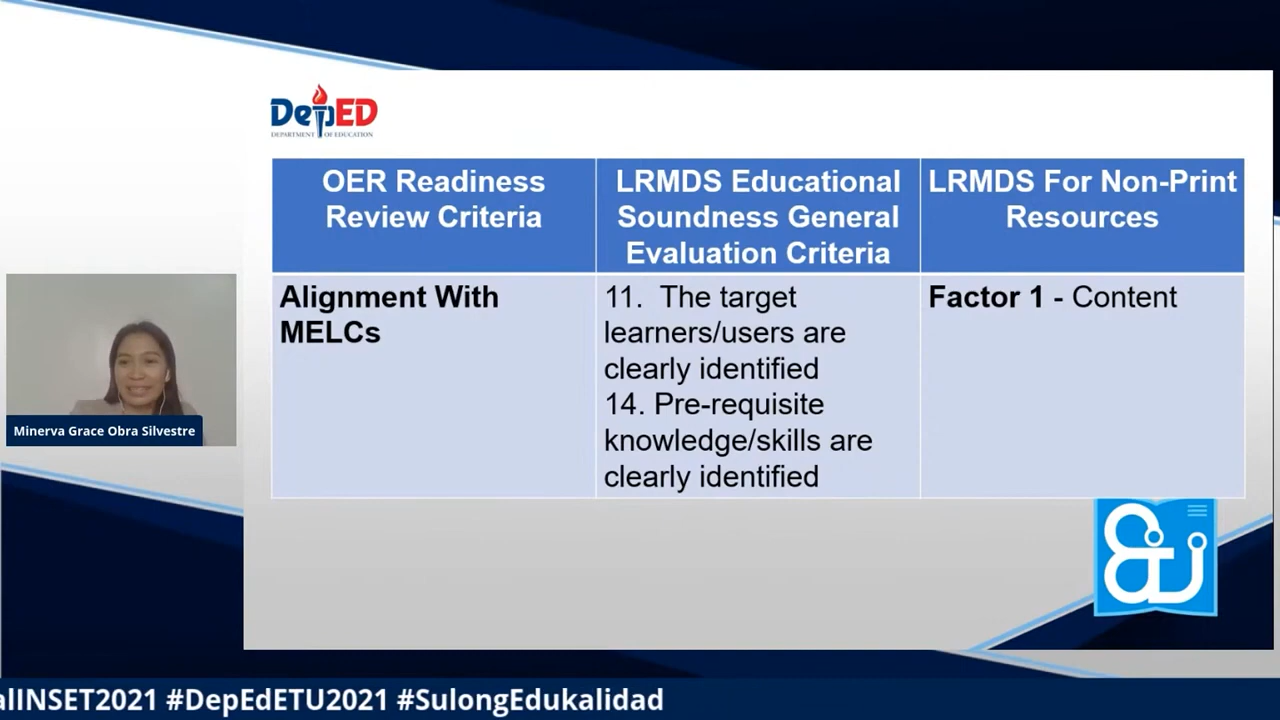 DepED
DEPARTMENT OF EDUCATION
OER Readiness
Review Criteria
LRMDS Educational
Soundness General
Evaluation Criteria
LRMDS For Non-Print
Resources
Alignment With
MELCs
11. The target
learners/users are
clearly identified
14. Pre-requisite
knowledge/skills are
clearly identified
Factor 1 - Content
Minerva Grace Obra Silvestre
alINSET2021 #DepEdETU2021 #SulongEdukalidad